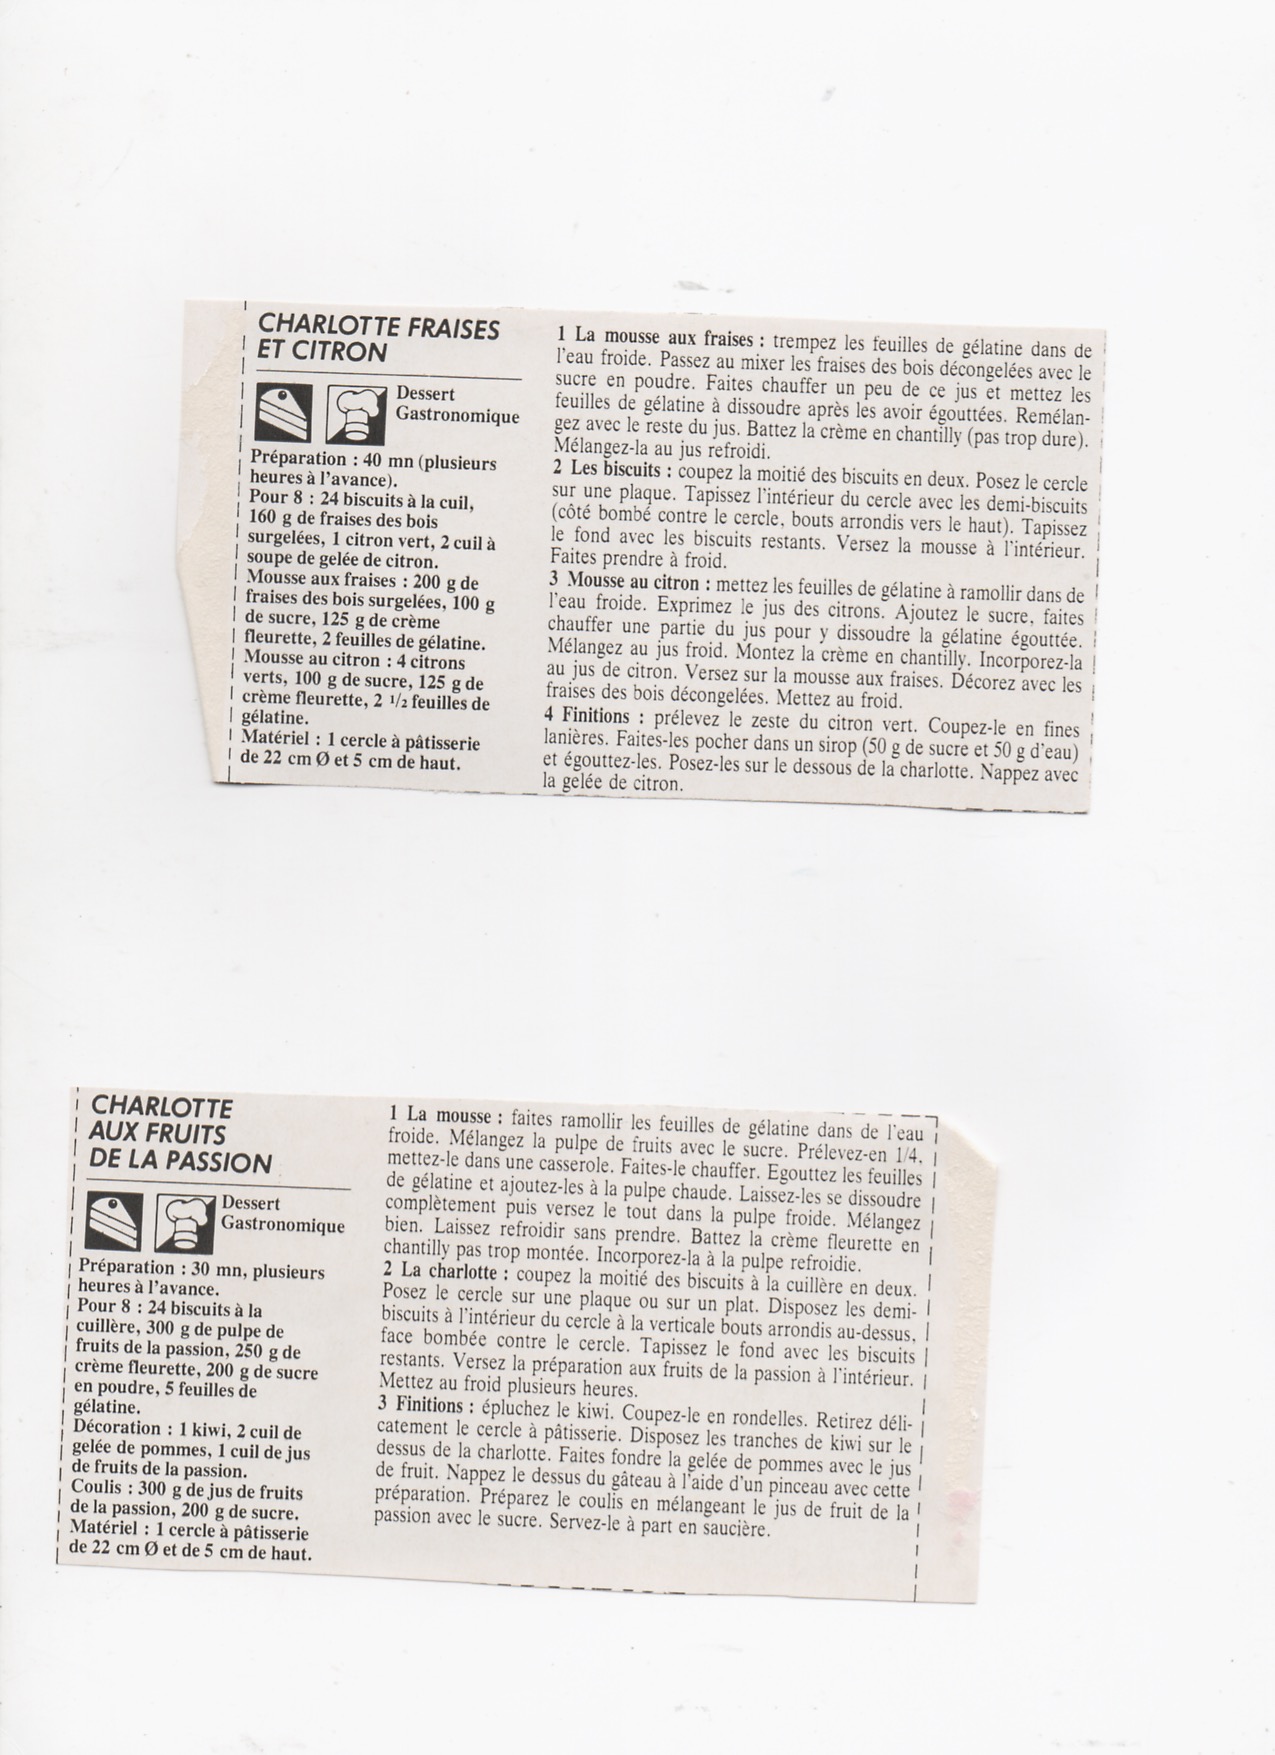 CHARLOTTE FRAISES
ET CITRON
Dessert
Gastronomique
Préparation : 40 mn (plusieurs
heures à l'avance).
Pour 8 : 24 biscuits à la cuil,
160 g de fraises des bois
surgelées, 1 citron vert, 2 cuil à
soupe de gelée de citron.
Mousse aux fraises : 200 g de
fraises des bois surgelées, 100 g
de sucre, 125 g de crème
fleurette, 2 feuilles de gélatine.
Mousse au citron : 4 citrons
verts, 100 g de sucre, 125 g de
crème fleurette, 2 1/2 feuilles de
gélatine.
Matériel : 1 cercle à pâtisserie
de 22 cm Ø et 5 cm de haut.
1 La mousse aux fraises : trempez les feuilles de gélatine dans de
l'eau froide. Passez au mixer les fraises des bois décongelées avec le
sucre en poudre. Faites chauffer un peu de ce jus et mettez les
feuilles de gélatine à dissoudre après les avoir égouttées. Remélan-
gez avec le reste du jus. Battez la crème en chantilly (pas trop dure).
Mélangez-la au jus refroidi.
2 Les biscuits : coupez la moitié des biscuits en deux. Posez le cercle
sur une plaque. Tapissez l'intérieur du cercle avec les demi-biscuits
(côté bombé contre le cercle, bouts arrondis vers le haut). Tapissez
le fond avec les biscuits restants. Versez la mousse à l'intérieur.
Faites prendre à froid.
3 Mousse au citron : mettez les feuilles de gélatine à ramollir dans de
l'eau froide. Exprimez le jus des citrons. Ajoutez le sucre, faites
chauffer une partie du jus pour y dissoudre la gélatine égouttée.
Mélangez au jus froid. Montez la crème en chantilly. Incorporez-la
au jus de citron. Versez sur la mousse aux fraises. Décorez avec les
fraises des bois décongelées. Mettez au froid.
4 Finitions : prélevez le zeste du citron vert. Coupez-le en fines
lanières. Faites-les pocher dans un sirop (50 g de sucre et 50 g d'eau)
et égouttez-les. Posez-les sur le dessous de la charlotte. Nappez avec
la gelée de citron.
CHARLOTTE
AUX FRUITS
DE LA PASSION
Dessert
Gastronomique
Préparation : 30 mn, plusieurs
heures à l'avance.
Pour 8 : 24 biscuits à la
cuillère, 300 g de pulpe de
fruits de la passion, 250 g de
crème fleurette, 200 g de sucre
en poudre, 5 feuilles de
gélatine.
Décoration : 1 kiwi, 2 cuil de
gelée de pommes, 1 cuil de jus
de fruits de la passion.
Coulis : 300 g de jus de fruits
de la passion, 200 g de sucre.
Matériel : 1 cercle à pâtisserie
de 22 cm Ø et de 5 cm de haut.
1 La mousse : faites ramollir les feuilles de gélatine dans de l'eau
froide. Mélangez la pulpe de fruits avec le sucre. Prélevez-en 1/4,
mettez-le dans une casserole. Faites-le chauffer. Egouttez les feuilles
de gélatine et ajoutez-les à la pulpe chaude. Laissez-les se dissoudre
complètement puis versez le tout dans la pulpe froide. Mélangez
bien. Laissez refroidir sans prendre. Battez la crème fleurette en
chantilly pas trop montée. Incorporez-la à la pulpe refroidie.
2 La charlotte : coupez la moitié des biscuits à la cuillère en deux.
Posez le cercle sur une plaque ou sur un plat. Disposez les demi-
biscuits à l'intérieur du cercle à la verticale bouts arrondis au-dessus,
face bombée contre le cercle. Tapissez le fond avec les biscuits
restants. Versez la préparation aux fruits de la passion à l'intérieur.
Mettez au froid plusieurs heures.
3 Finitions : épluchez le kiwi. Coupez-le en rondelles. Retirez déli-
catement le cercle à pâtisserie. Disposez les tranches de kiwi sur le
dessus de la charlotte. Faites fondre la gelée de pommes avec le jus
de fruit. Nappez le dessus du gâteau à l'aide d'un pinceau avec cette
préparation. Préparez le coulis en mélangeant le jus de fruit de la
passion avec le sucre. Servez-le à part en saucière.